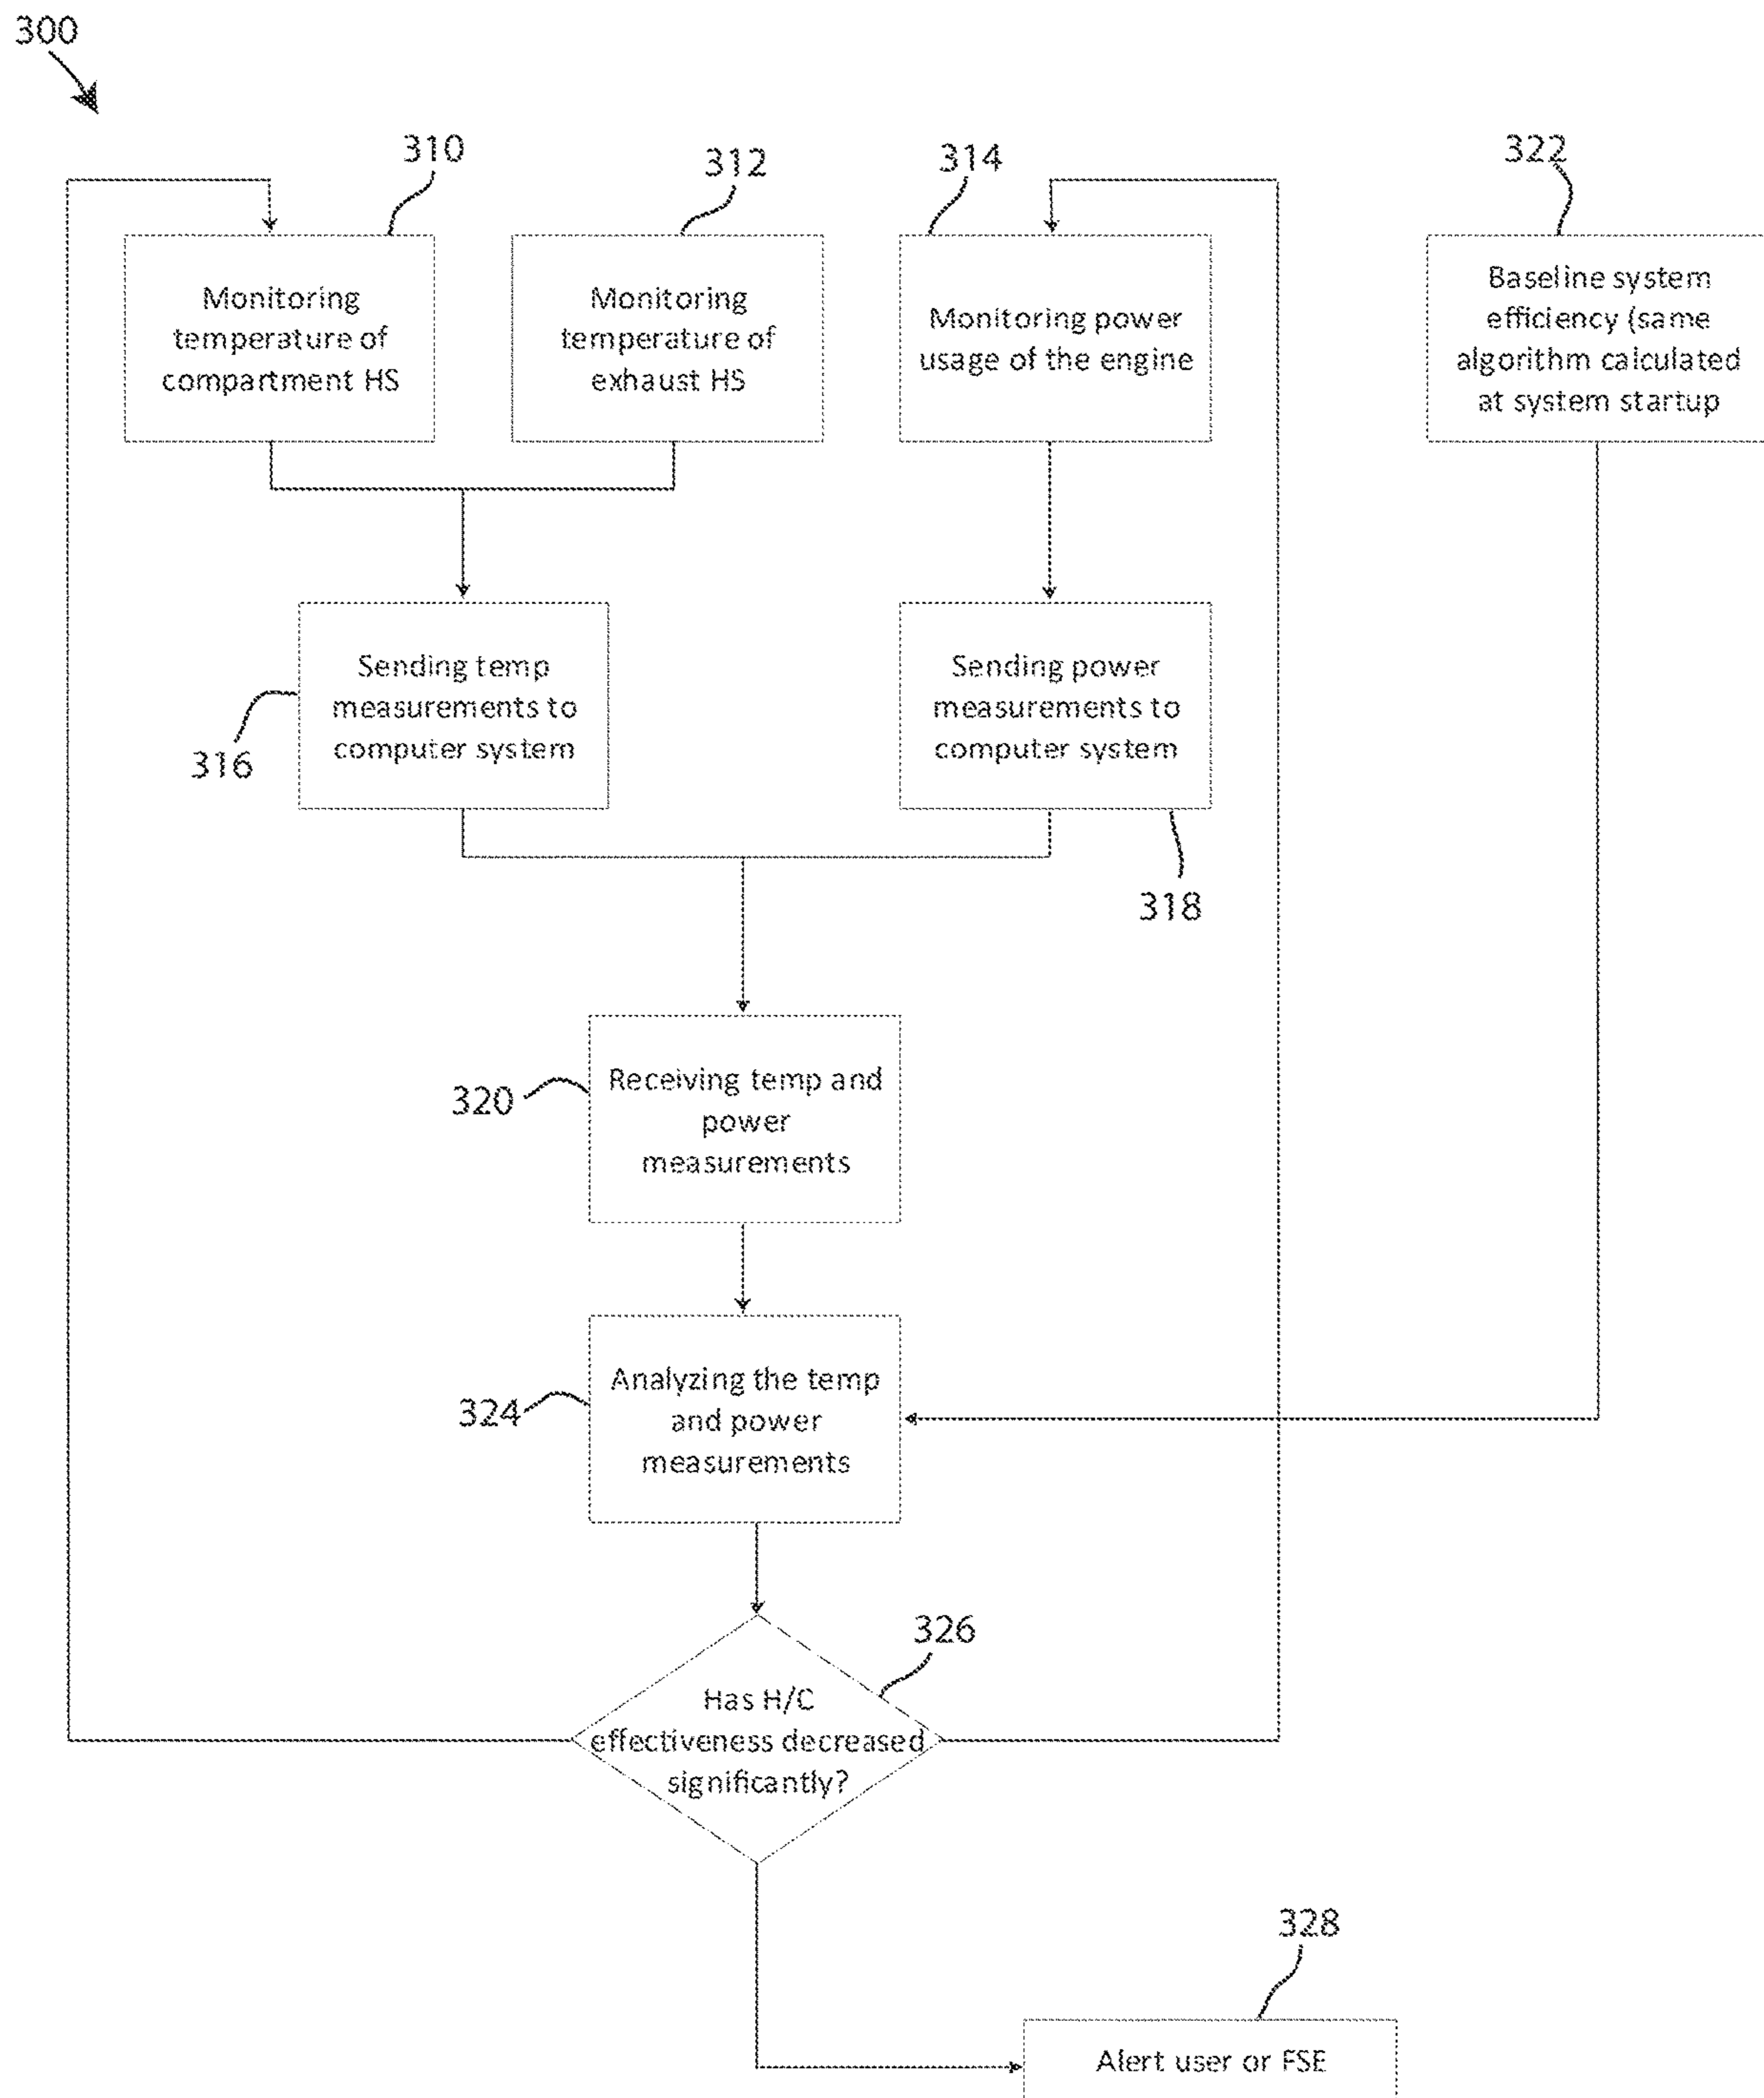 300
310
312
314
322
Monitoring
temperature of
compartment HS
Monitoring
temperature of
exhaust HS
Monitoring power
usage of the engine
Baseline system
efficiency (same
algorithm calculated
at system startup
Sending temp
measurements to
computer system
316
Sending power
measurements to
computer system
318
Receiving temp and
power
measurements
320
Analyzing the temp
and power
measurements
324
326
Has H/C
effectiveness decreased
significantly?
328
Alert user or FSE